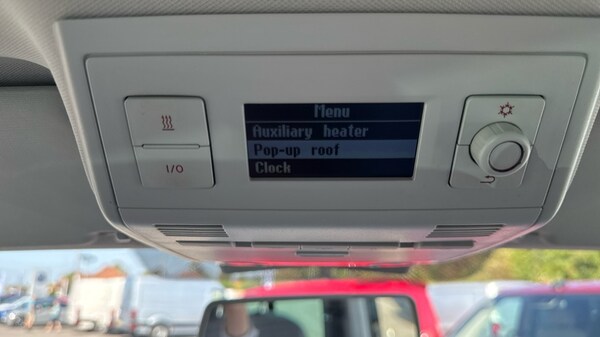 Menu
Auxiliary heater
Pop-up roof
Clock
I/O